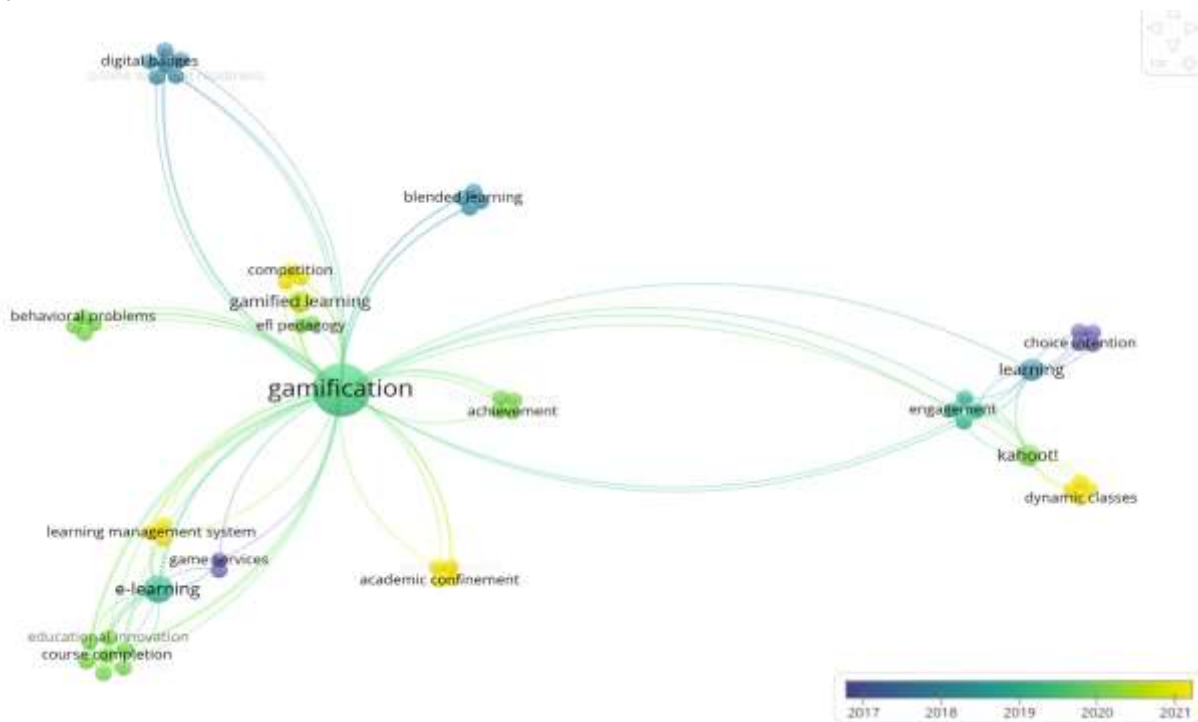 digital badges
blended learning
competition
gamified learning
efl pedagogy
behavioral problems
choice intention
learning
gamification
achievement
engagement
kahoot!
dynamic classes
learning management system
game services
academic confinement
e-learning
educational innovation
course completion
2017 2018 2019 2020 2021